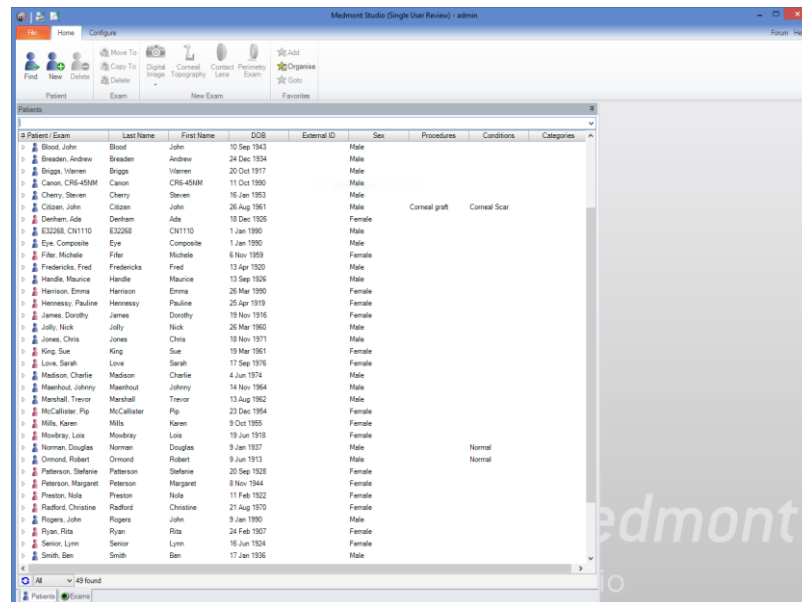 Medmont Studio (Single User Review) - admin
File Home Configure Forum He
Find New Delete
Move To
Copy To
Delete
Digital Image Corneal Topography Contact Lens Perimetry Exam
Add
Organise
Goto
Patient Exam New Exam Favorites
Patients
Patient / Exam Last Name First Name DOB External ID Sex Procedures Conditions Categories
Blood, John Blood John 10 Sep 1943 Male
Breaden, Andrew Breaden Andrew 24 Dec 1934 Male
Briggs, Warren Briggs Warren 20 Oct 1917 Male
Canon, CR6-45NM Canon CR6-45NM 11 Oct 1990 Male
Cherry, Steven Cherry Steven 16 Jan 1953 Male
Citizen, John Citizen John 26 Aug 1961 Male Corneal graft Corneal Scar
Denham, Ada Denham Ada 18 Dec 1926 Female
E32268, CN1110 E32268 CN1110 1 Jan 1990 Male
Eye, Composite Eye Composite 1 Jan 1990 Male
Fifer, Michele Fifer Michele 6 Nov 1959 Female
Fredericks, Fred Fredericks Fred 13 Apr 1920 Male
Handle, Maurice Handle Maurice 13 Sep 1926 Male
Harrison, Emma Harrison Emma 26 Mar 1990 Female
Hennessy, Pauline Hennessy Pauline 25 Apr 1919 Female
James, Dorothy James Dorothy 19 Nov 1916 Female
Jolly, Nick Jolly Nick 26 Mar 1960 Male
Jones, Chris Jones Chris 18 Nov 1971 Male
King, Sue King Sue 19 Mar 1961 Female
Love, Sarah Love Sarah 17 Sep 1976 Female
Madison, Charlie Madison Charlie 4 Jun 1974 Male
Maenhout, Johnny Maenhout Johnny 14 Nov 1964 Male
Marshall, Trevor Marshall Trevor 13 Aug 1962 Male
McCallister, Pip McCallister Pip 23 Dec 1954 Female
Mills, Karen Mills Karen 9 Oct 1955 Female
Mowbray, Lois Mowbray Lois 19 Jun 1918 Female
Norman, Douglas Norman Douglas 9 Jan 1937 Male Normal
Ormond, Robert Ormond Robert 9 Jun 1913 Male Normal
Patterson, Stefanie Patterson Stefanie 20 Sep 1928 Female
Peterson, Margaret Peterson Margaret 8 Nov 1944 Female
Preston, Nola Preston Nola 11 Feb 1922 Female
Radford, Christine Radford Christine 21 Aug 1970 Female
Rogers, John Rogers John 9 Jan 1990 Male
Ryan, Rita Ryan Rita 24 Feb 1907 Female
Senior, Lynn Senior Lynn 16 Jun 1924 Female
Smith, Ben Smith Ben 17 Jan 1936 Male
edmont
io
All 49 found
Patients Exams